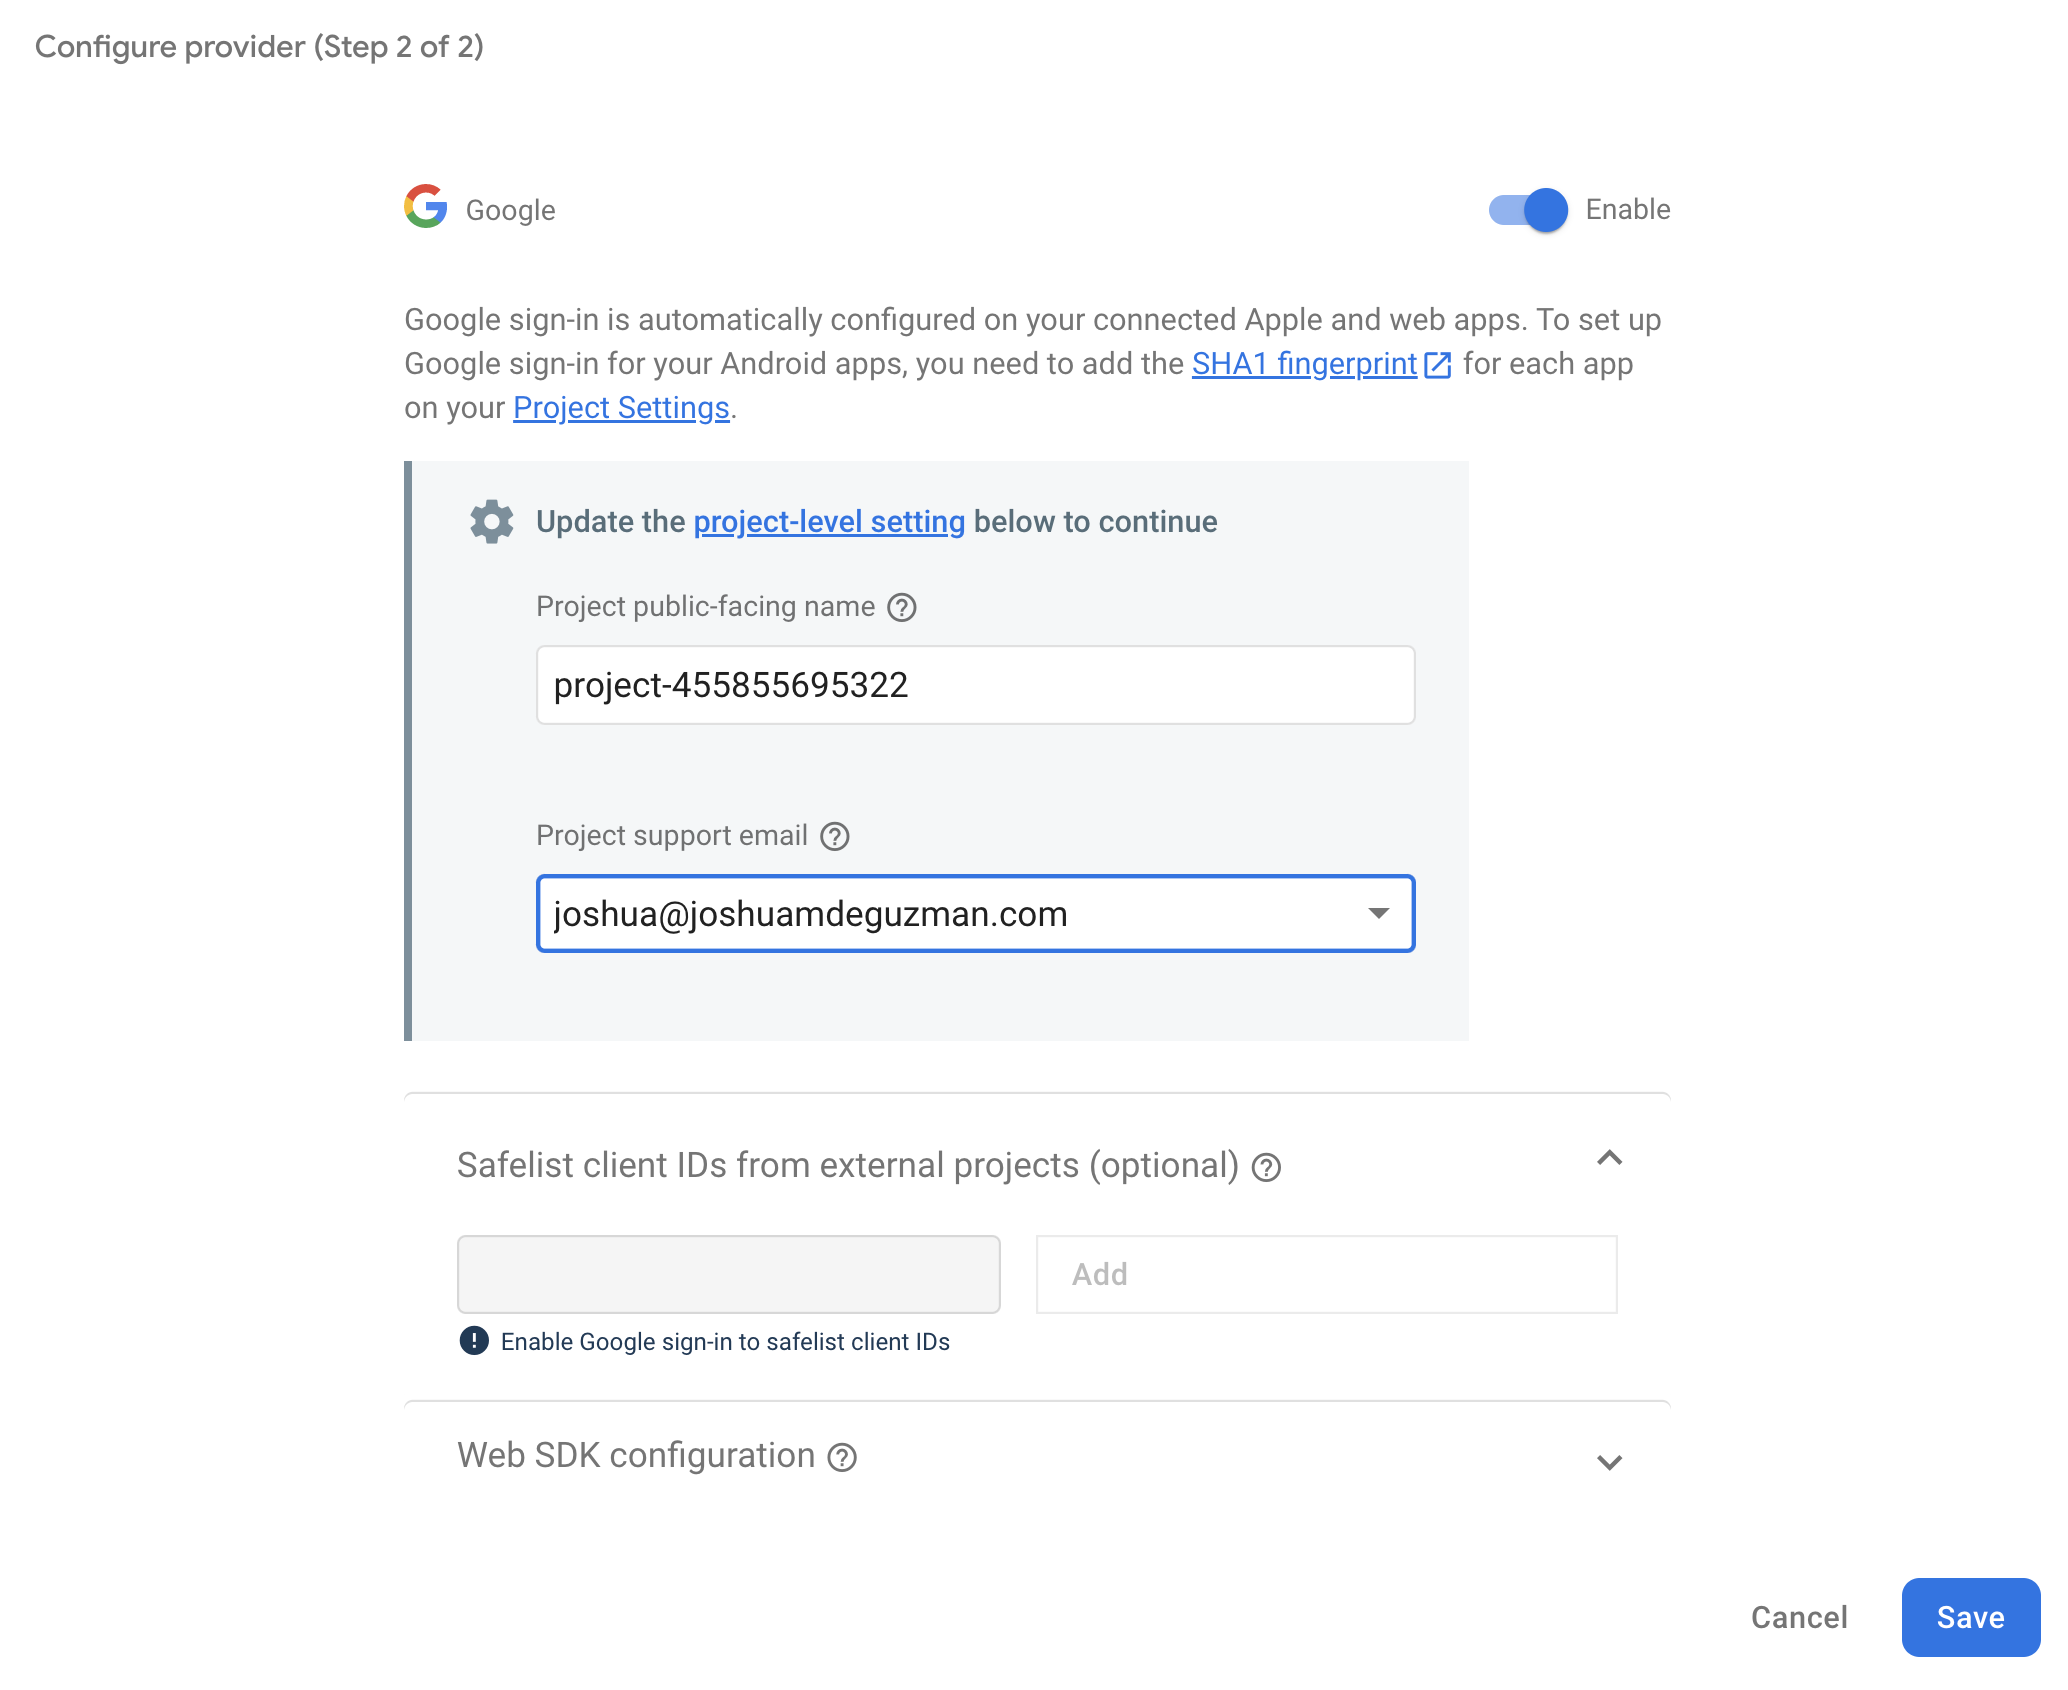 Configure provider (Step 2 of 2)
Google
Enable
Google sign-in is automatically configured on your connected Apple and web apps. To set up
Google sign-in for your Android apps, you need to add the SHA1 fingerprint for each app
on your Project Settings.
Update the project-level setting below to continue
Project public-facing name
project-455855695322
Project support email
joshua@joshuamdeguzman.com
Safelist client IDs from external projects (optional)
Add
Enable Google sign-in to safelist client IDs
Web SDK configuration
Cancel
Save